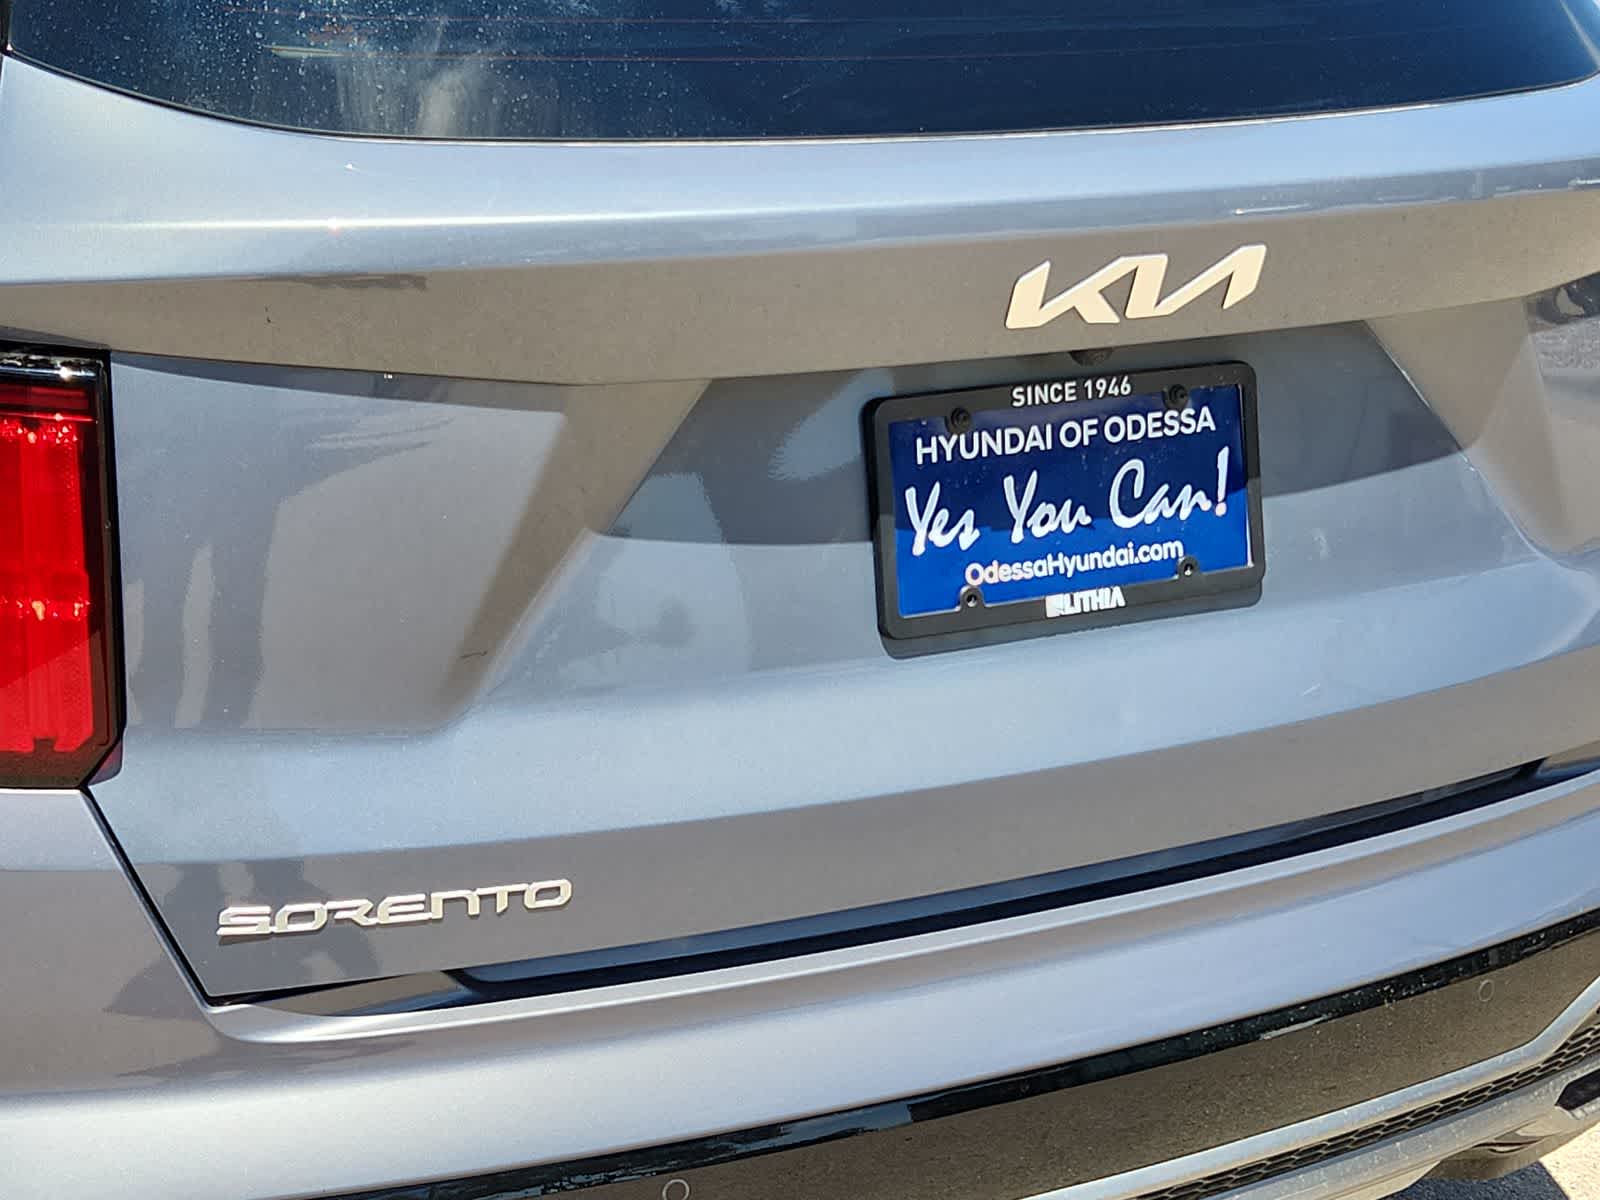 KIA
SINCE 1946
HYUNDAI OF ODESSA
Yes You Can!
OdessaHyundai.com
LITHIA
SORENTO